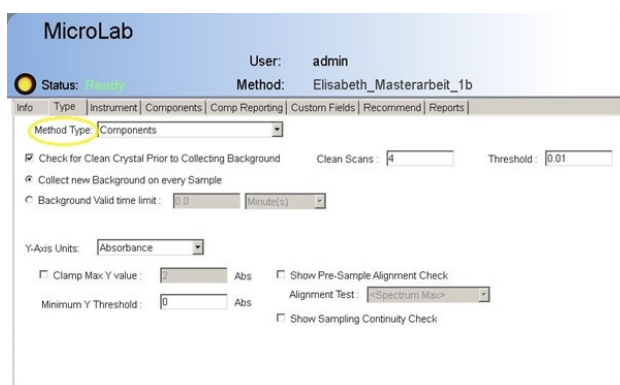 MicroLab
User: admin
Status: Ready Method: Elisabeth_Masterarbeit_1b
Info Type Instrument Components Comp Reporting Custom Fields Recommend Reports
Method Type: Components
Check for Clean Crystal Prior to Collecting Background Clean Scans : 4 Threshold : 0.01
Collect new Background on every Sample
Background Valid time limit : 0.0 Minute(s)
Y-Axis Units: Absorbance
Clamp Max Y value : 2 Abs Show Pre-Sample Alignment Check
Alignment Test : <Spectrum Max>
Minimum Y Threshold : 0 Abs
Show Sampling Continuity Check